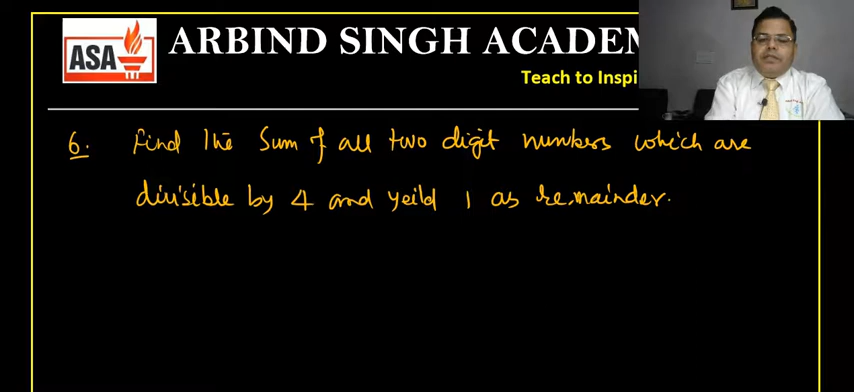 ASA
ARBIND SINGH ACADEM
Teach to Inspi
6. Find the Sum of all two digit numbers which are
divisible by 4 and yeild 1 as remainder.